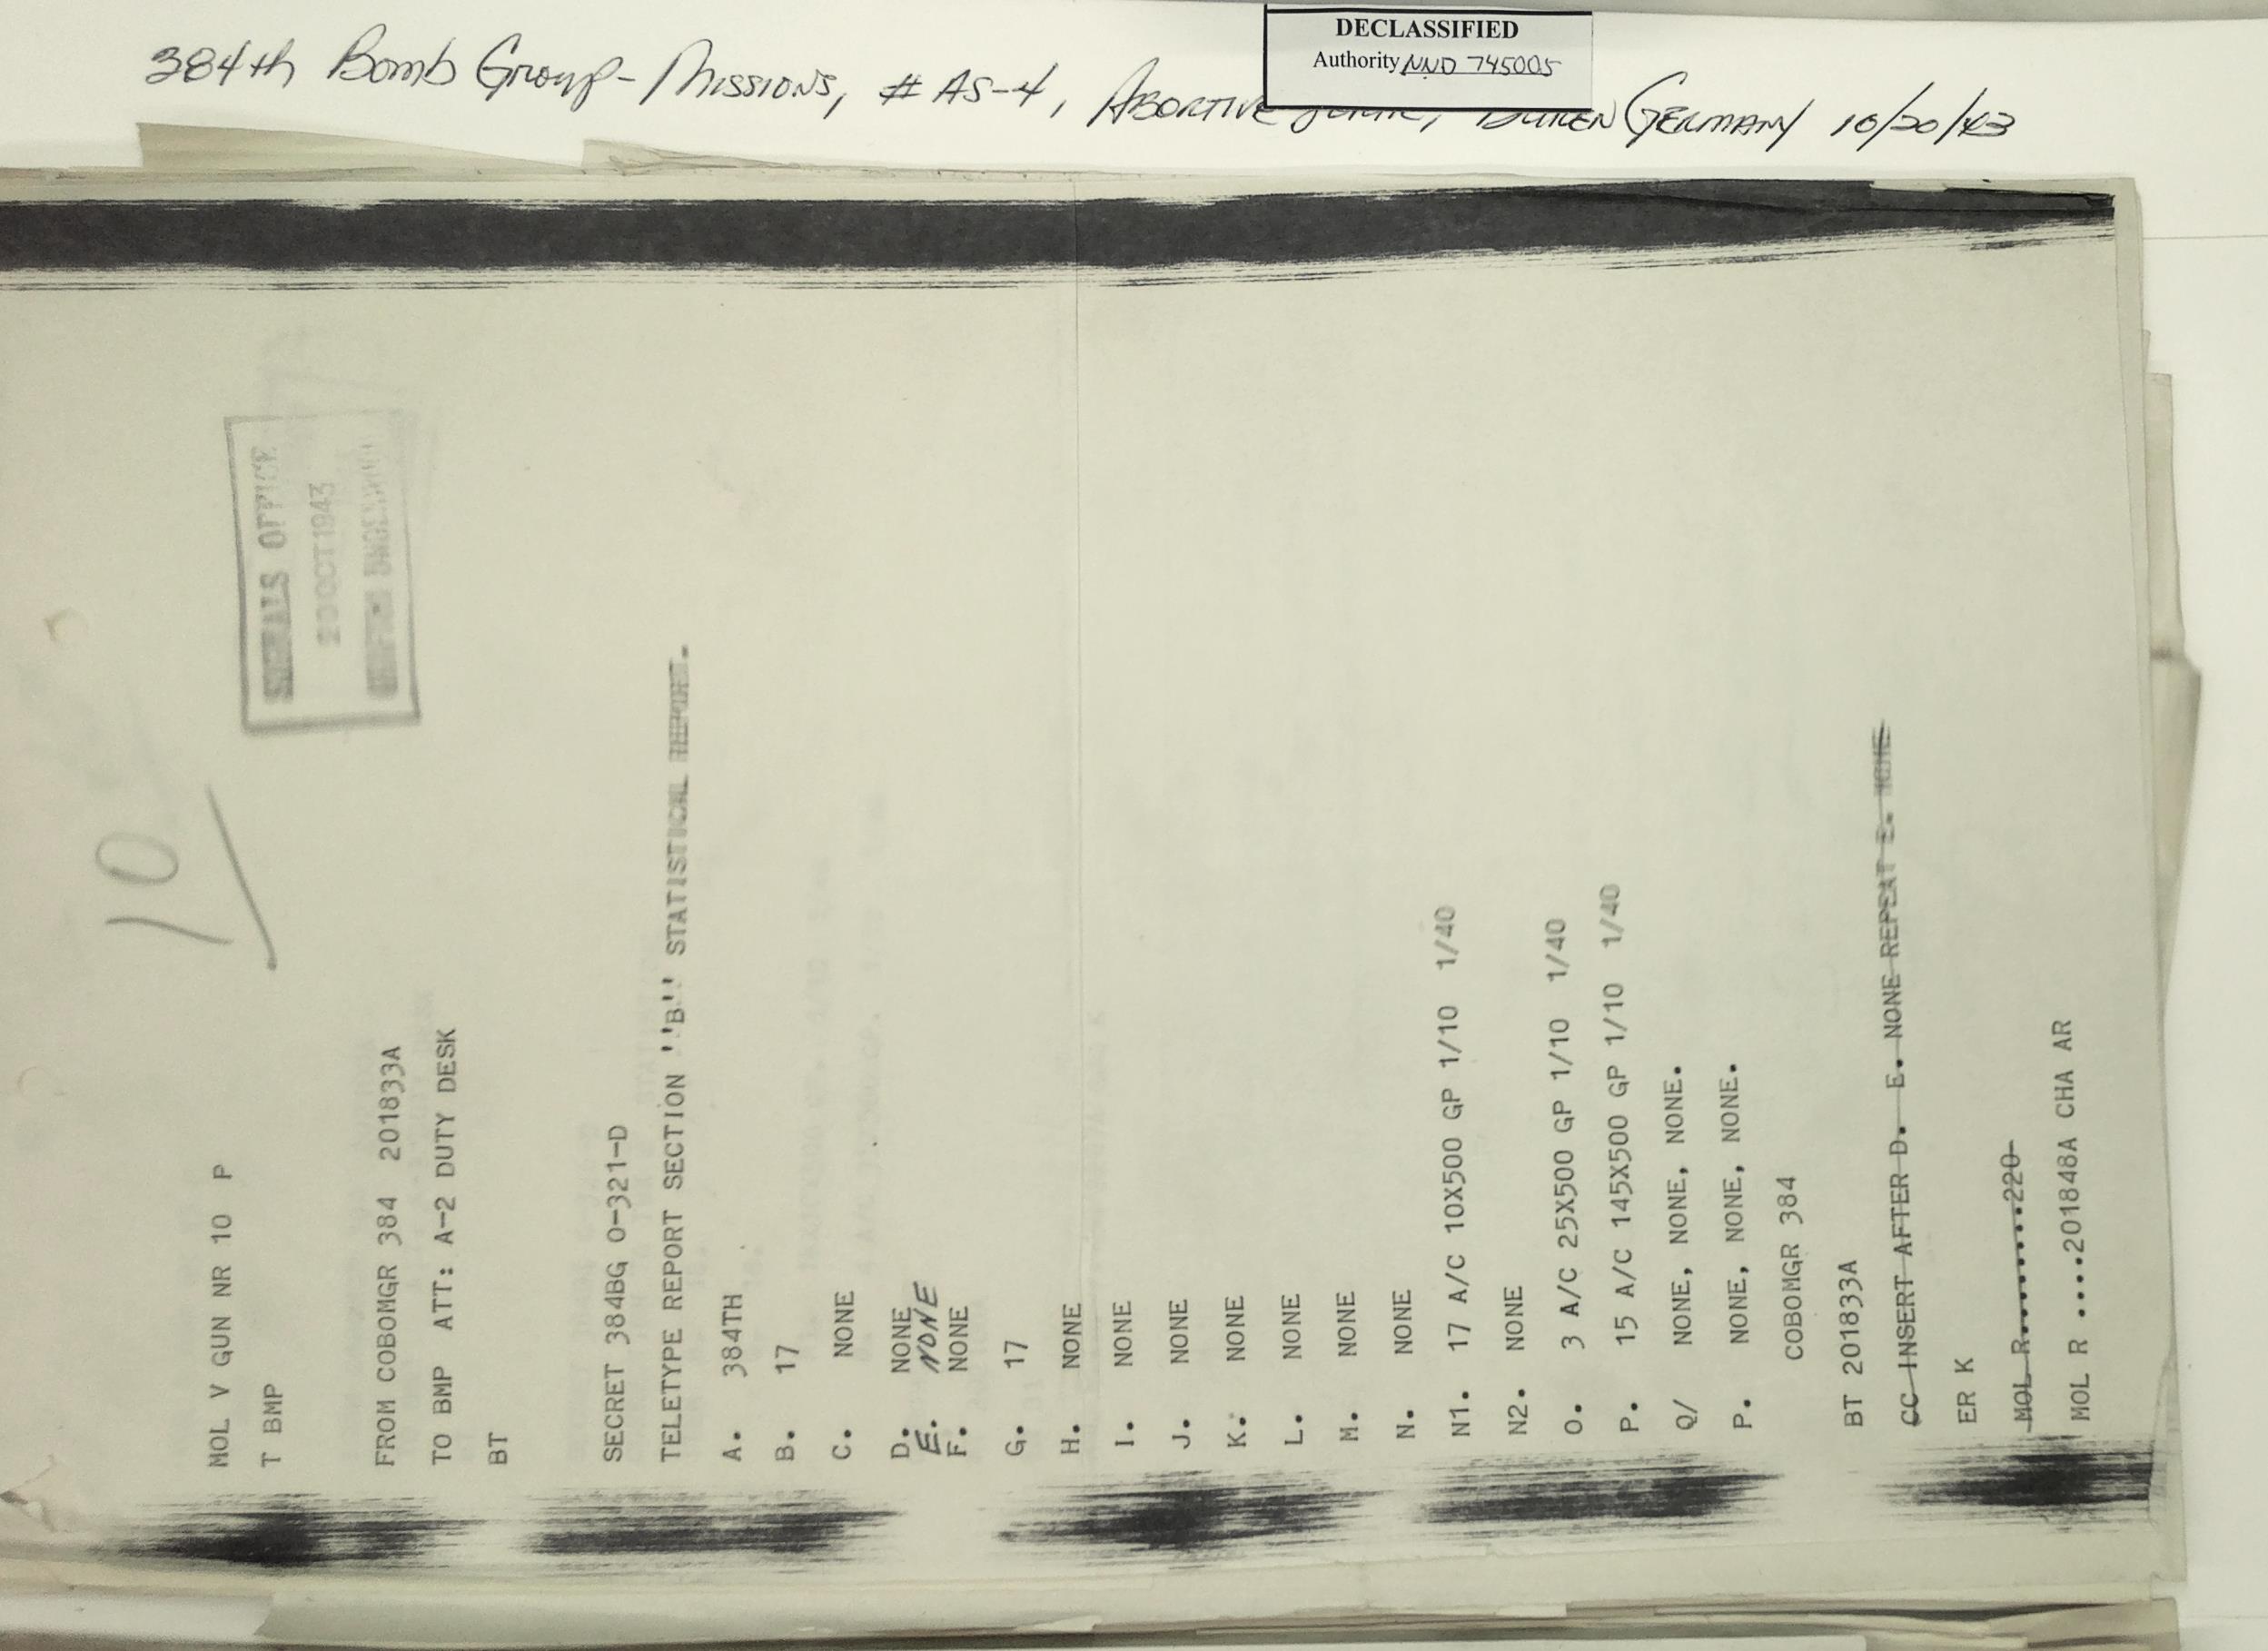 DECLASSIFIED
Authority NND 745005
384th Bomb Group - Missions, # AS-4, Abortive Germany 10/20/43
10
SIGNALS OFFICE
20 OCT 1943
MOL V GUN NR 10 P
T BMP
FROM COBOMGR 384 201833A
TO BMP ATT: A-2 DUTY DESK
BT
SECRET 384BG O-321-D
TELETYPE REPORT SECTION ''B'' STATISTICAL REPORT.
A. 384TH
B. 17
C. NONE
D. NONE
E. NONE
F. NONE
G. 17
H. NONE
I. NONE
J. NONE
K. NONE
L. NONE
M. NONE
N. NONE
N1. 17 A/C 10X500 GP 1/10 1/40
N2. NONE
O. 3 A/C 25X500 GP 1/10 1/40
P. 15 A/C 145X500 GP 1/10 1/40
Q/ NONE, NONE, NONE.
P. NONE, NONE, NONE.
COBOMGR 384
BT 201833A
CC INSERT AFTER D. E. NONE REPEAT E. NONE
ER K
MOL R........220
MOL R ....201848A CHA AR